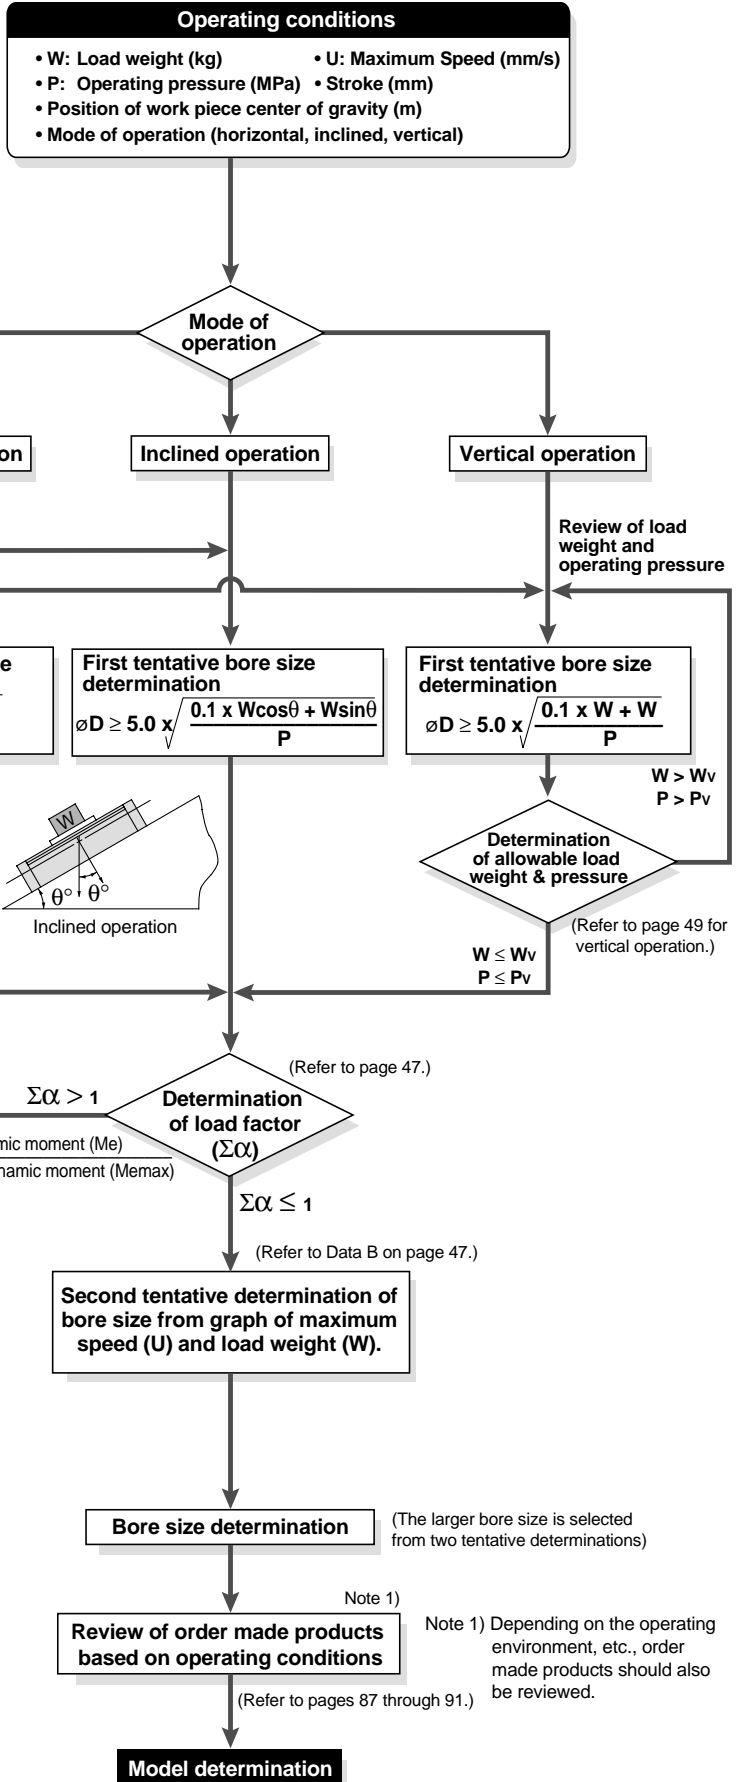 Operating conditions
• W: Load weight (kg) • U: Maximum Speed (mm/s)
• P: Operating pressure (MPa) • Stroke (mm)
• Position of work piece center of gravity (m)
• Mode of operation (horizontal, inclined, vertical)
Mode of
operation
on
Inclined operation
Vertical operation
Review of load
weight and
operating pressure
e
First tentative bore size
determination
øD ≥ 5.0 x √ 0.1 x Wcosθ + Wsinθ
P
First tentative bore size
determination
øD ≥ 5.0 x √ 0.1 x W + W
P
W > Wv
P > Pv
W
θ° θ°
Inclined operation
Determination
of allowable load
weight & pressure
(Refer to page 49 for
vertical operation.)
W ≤ Wv
P ≤ Pv
(Refer to page 47.)
Σα > 1
Determination
of load factor
(Σα)
mic moment (Me)
namic moment (Memax)
Σα ≤ 1
(Refer to Data B on page 47.)
Second tentative determination of
bore size from graph of maximum
speed (U) and load weight (W).
Bore size determination
(The larger bore size is selected
from two tentative determinations)
Note 1)
Review of order made products
based on operating conditions
Note 1) Depending on the operating
environment, etc., order
made products should also
be reviewed.
(Refer to pages 87 through 91.)
Model determination